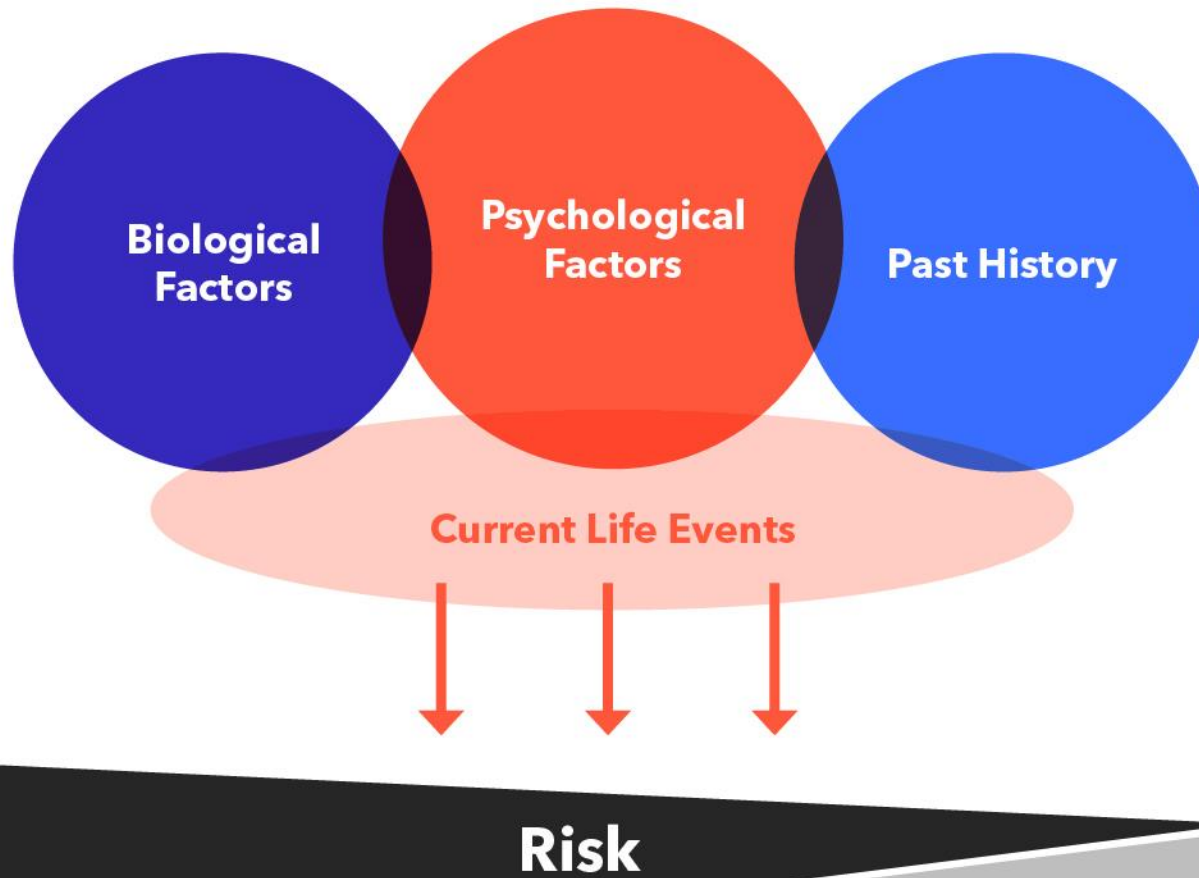 Biological
Factors
Psychological
Factors
Past History
Current Life Events
Risk